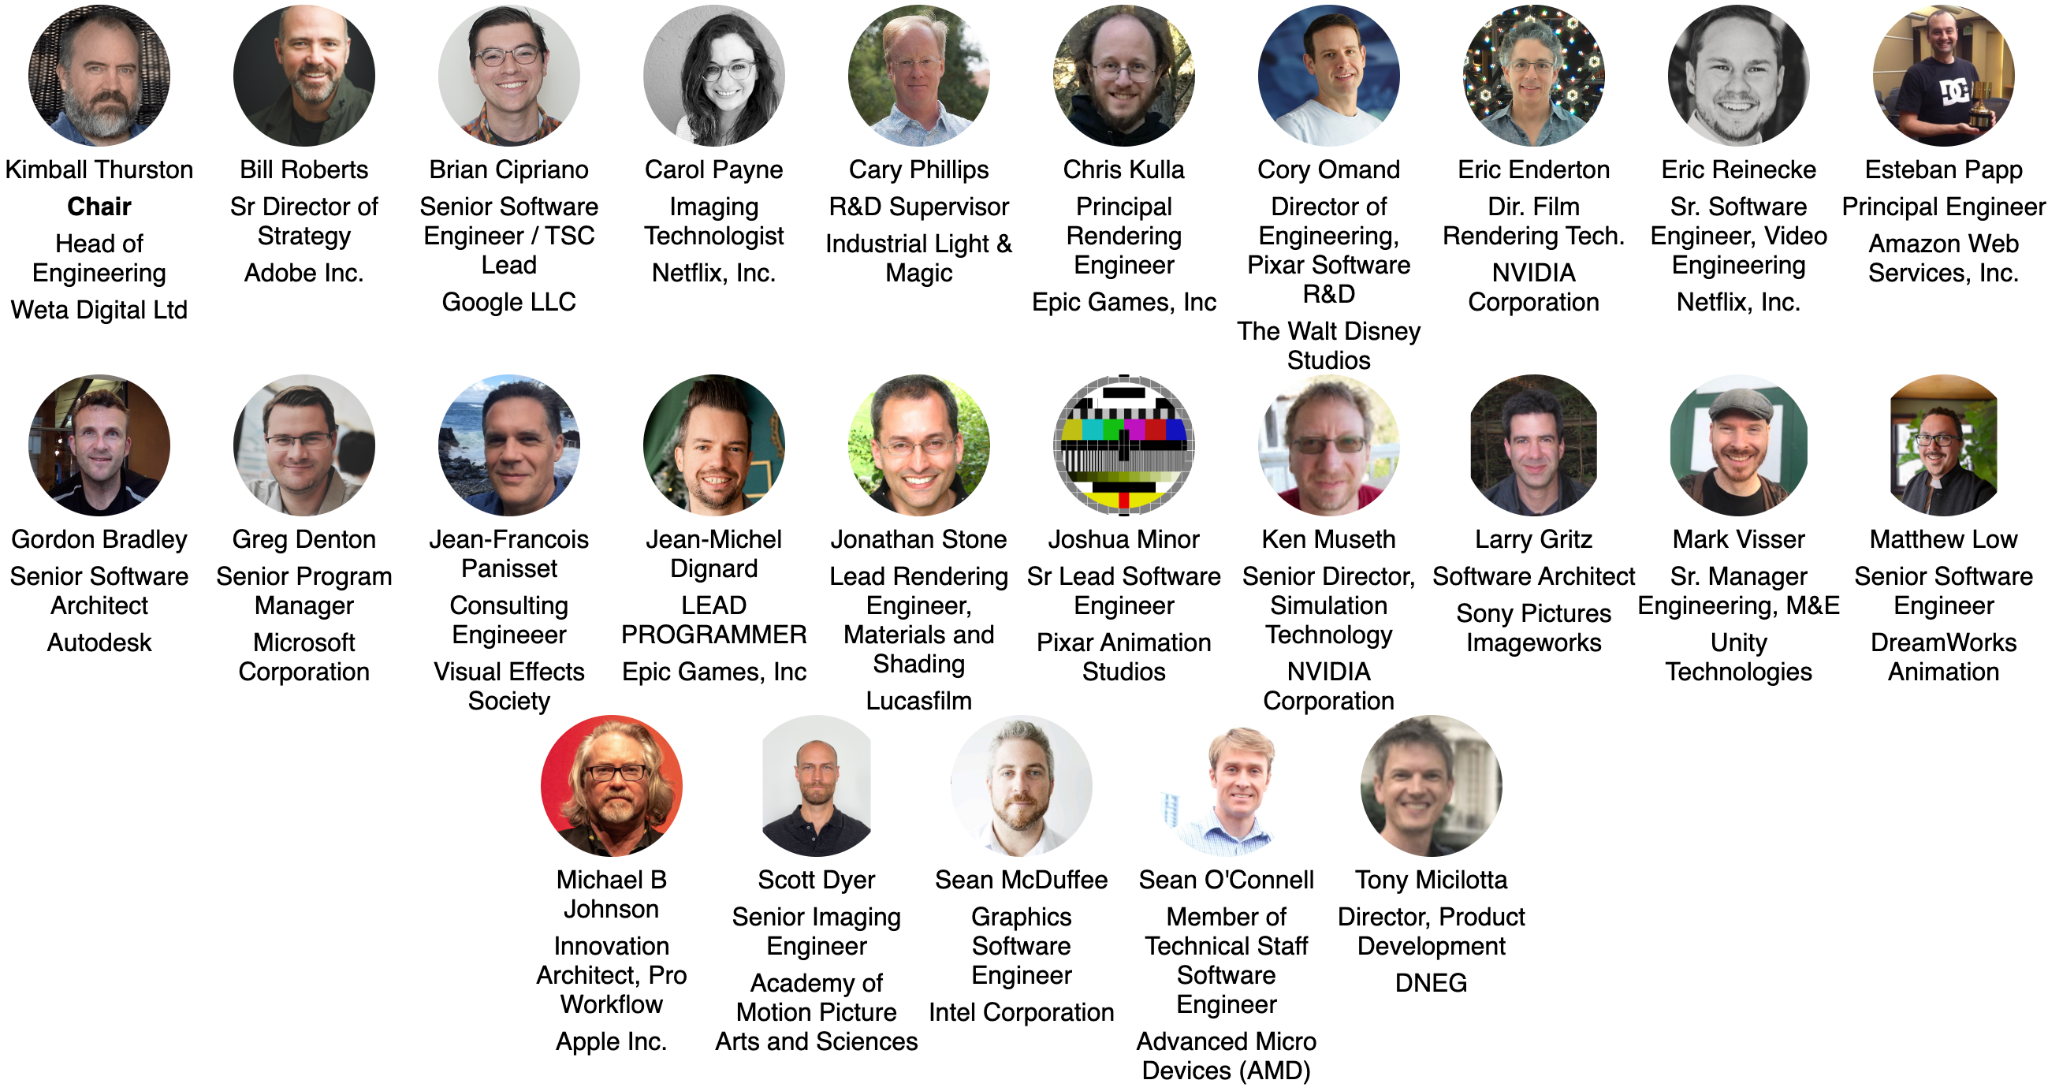 Kimball Thurston
Chair
Head of
Engineering
Weta Digital Ltd
Bill Roberts
Sr Director of
Strategy
Adobe Inc.
Brian Cipriano
Senior Software
Engineer / TSC
Lead
Google LLC
Carol Payne
Imaging
Technologist
Netflix, Inc.
Cary Phillips
R&D Supervisor
Industrial Light &
Magic
Chris Kulla
Principal
Rendering
Engineer
Epic Games, Inc
Cory Omand
Director of
Engineering,
Pixar Software
R&D
The Walt Disney
Studios
Eric Enderton
Dir. Film
Rendering Tech.
NVIDIA
Corporation
Eric Reinecke
Sr. Software
Engineer, Video
Engineering
Netflix, Inc.
DC
Esteban Papp
Principal Engineer
Amazon Web
Services, Inc.
Gordon Bradley
Senior Software
Architect
Autodesk
Greg Denton
Senior Program
Manager
Microsoft
Corporation
Jean-Francois
Panisset
Consulting
Engineeer
Visual Effects
Society
Jean-Michel
Dignard
LEAD
PROGRAMMER
Epic Games, Inc
Jonathan Stone
Lead Rendering
Engineer,
Materials and
Shading
Lucasfilm
Joshua Minor
Sr Lead Software
Engineer
Pixar Animation
Studios
Ken Museth
Senior Director,
Simulation
Technology
NVIDIA
Corporation
Larry Gritz
Software Architect
Sony Pictures
Imageworks
Mark Visser
Sr. Manager
Engineering, M&E
Unity
Technologies
Matthew Low
Senior Software
Engineer
DreamWorks
Animation
Michael B
Johnson
Innovation
Architect, Pro
Workflow
Apple Inc.
Scott Dyer
Senior Imaging
Engineer
Academy of
Motion Picture
Arts and Sciences
Sean McDuffee
Graphics
Software
Engineer
Intel Corporation
Sean O'Connell
Member of
Technical Staff
Software
Engineer
Advanced Micro
Devices (AMD)
Tony Micilotta
Director, Product
Development
DNEG